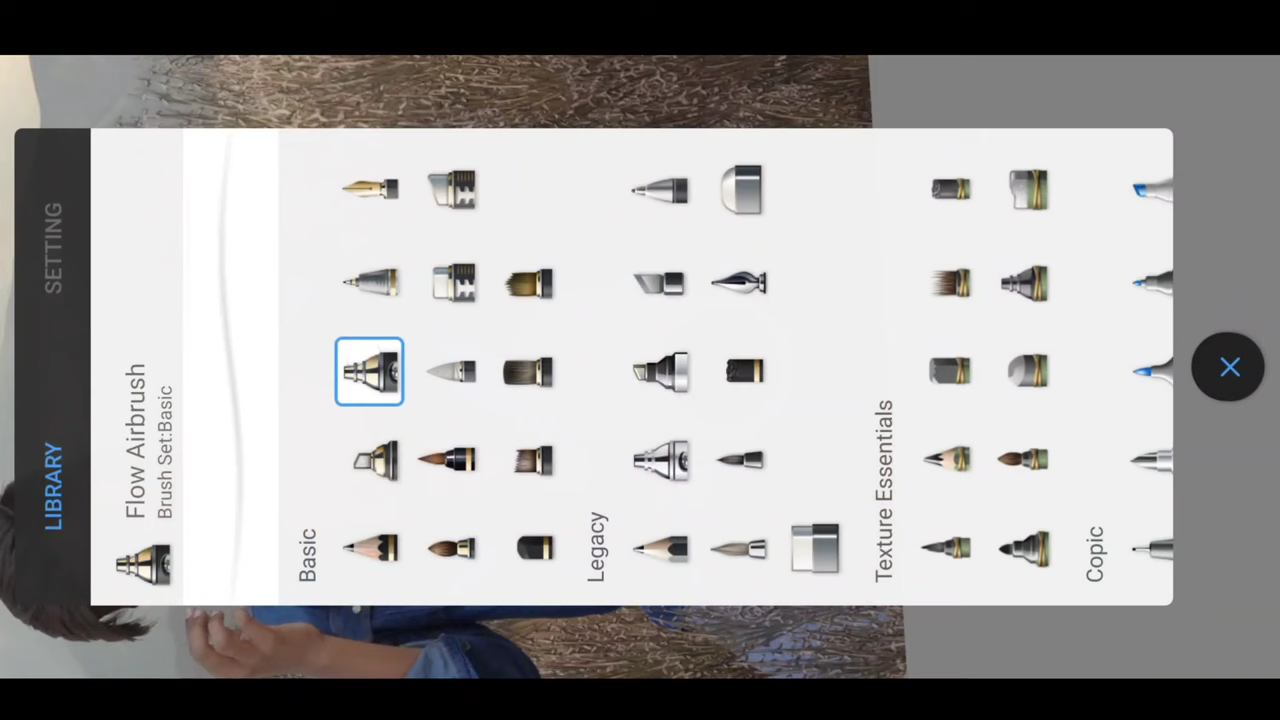 LIBRARY SETTING
Flow Airbrush
Brush Set:Basic
Basic
Legacy
Texture Essentials
Copic